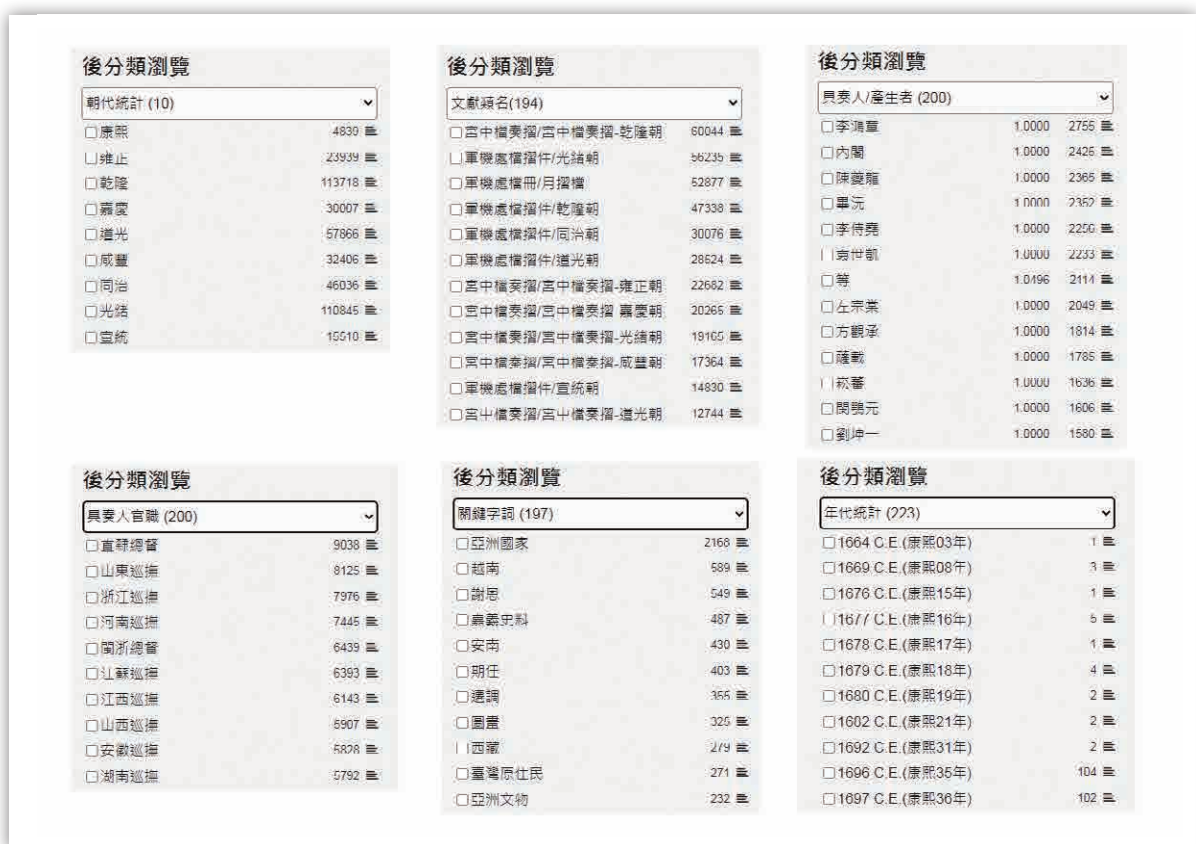 後分類瀏覽
朝代統計 (10)
康熙 4839
雍正 23939
乾隆 113718
嘉慶 30007
道光 57866
咸豐 32406
同治 46036
光緒 110845
宣統 15510
後分類瀏覽
文獻類名(194)
宮中檔奏摺/宮中檔奏摺-乾隆朝 60044
軍機處檔摺件/光緒朝 56235
軍機處檔冊/月摺檔 52877
軍機處檔摺件/乾隆朝 47338
軍機處檔摺件/同治朝 30076
軍機處檔摺件/道光朝 28624
宮中檔奏摺/宮中檔奏摺-雍正朝 22682
宮中檔奏摺/宮中檔奏摺-嘉慶朝 20265
宮中檔奏摺/宮中檔奏摺-光緒朝 19165
宮中檔奏摺/宮中檔奏摺-咸豐朝 17364
軍機處檔摺件/宣統朝 14830
宮中檔奏摺/宮中檔奏摺-道光朝 12744
後分類瀏覽
具奏人/產生者 (200)
李鴻章 1.0000 2755
內閣 1.0000 2425
陳夔龍 1.0000 2365
畢沅 1.0000 2352
李侍堯 1.0000 2256
袁世凱 1.0000 2233
等 1.0496 2114
左宗棠 1.0000 2049
方觀承 1.0000 1814
薩載 1.0000 1785
崧蕃 1.0000 1636
閔鶚元 1.0000 1606
劉坤一 1.0000 1580
後分類瀏覽
具奏人官職 (200)
直隸總督 9038
山東巡撫 8125
浙江巡撫 7976
河南巡撫 7445
閩浙總督 6439
江蘇巡撫 6393
江西巡撫 6143
山西巡撫 5907
安徽巡撫 5828
湖南巡撫 5792
後分類瀏覽
關鍵字詞 (197)
亞洲國家 2168
越南 589
謝恩 549
嘉義史料 487
安南 430
期任 403
遷調 355
圖畫 325
西藏 279
臺灣原住民 271
亞洲文物 232
後分類瀏覽
年代統計 (223)
1664 C.E.(康熙03年) 1
1669 C.E.(康熙08年) 3
1676 C.E.(康熙15年) 1
1677 C.E.(康熙16年) 5
1678 C.E.(康熙17年) 1
1679 C.E.(康熙18年) 4
1680 C.E.(康熙19年) 2
1682 C.E.(康熙21年) 2
1692 C.E.(康熙31年) 2
1696 C.E.(康熙35年) 104
1697 C.E.(康熙36年) 102